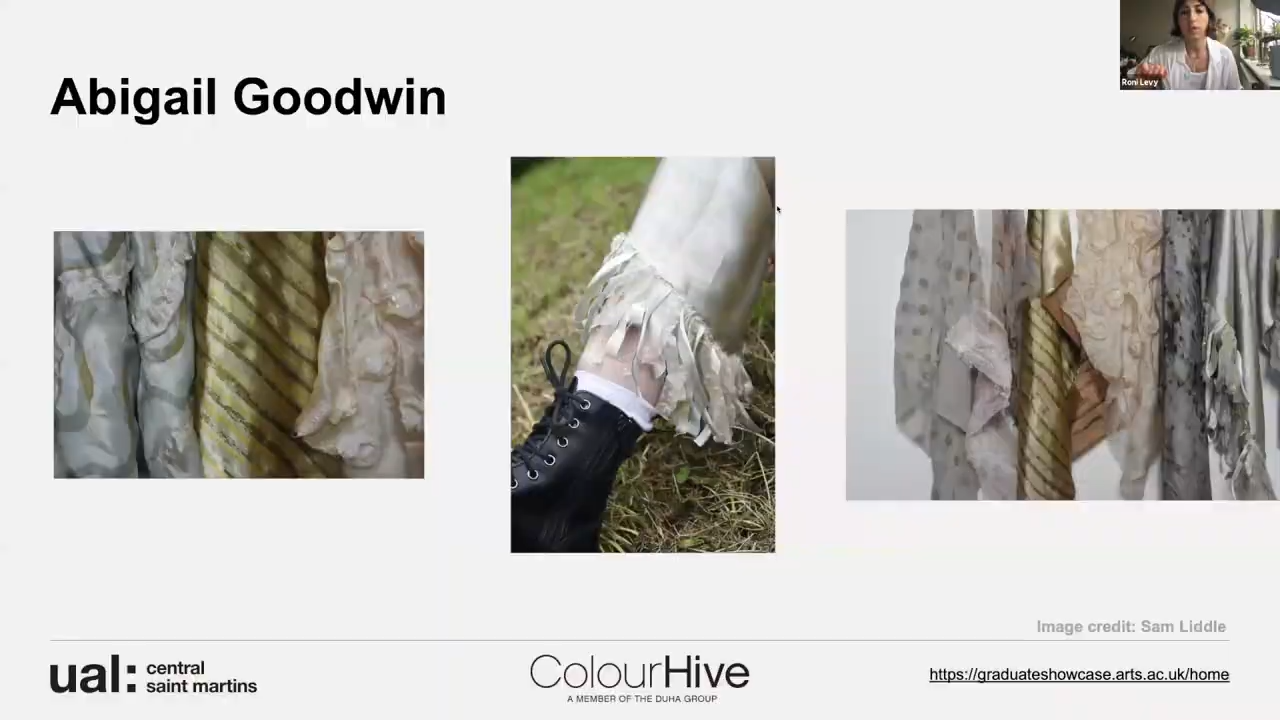 Roni Levy
Abigail Goodwin
Image credit: Sam Liddle
ual: central
saint martins
ColourHive
A MEMBER OF THE DUHA GROUP
https://graduateshowcase.arts.ac.uk/home